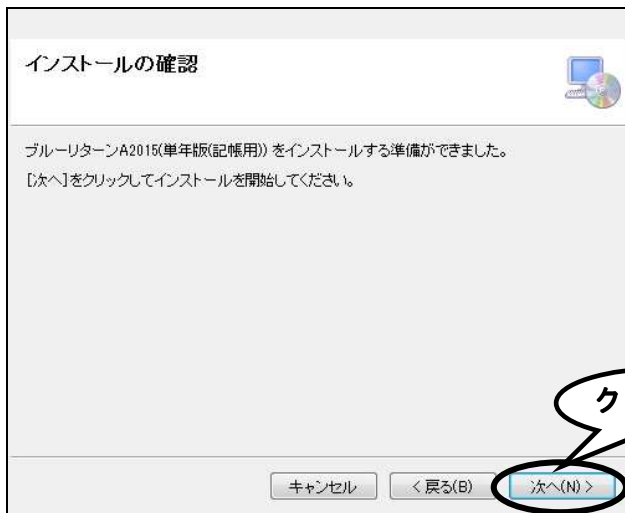 インストールの確認
ブルーリターンA2015(単年版(記帳用)) をインストールする準備ができました。
[次へ]をクリックしてインストールを開始してください。
ク
キャンセル
< 戻る(B)
次へ(N) >